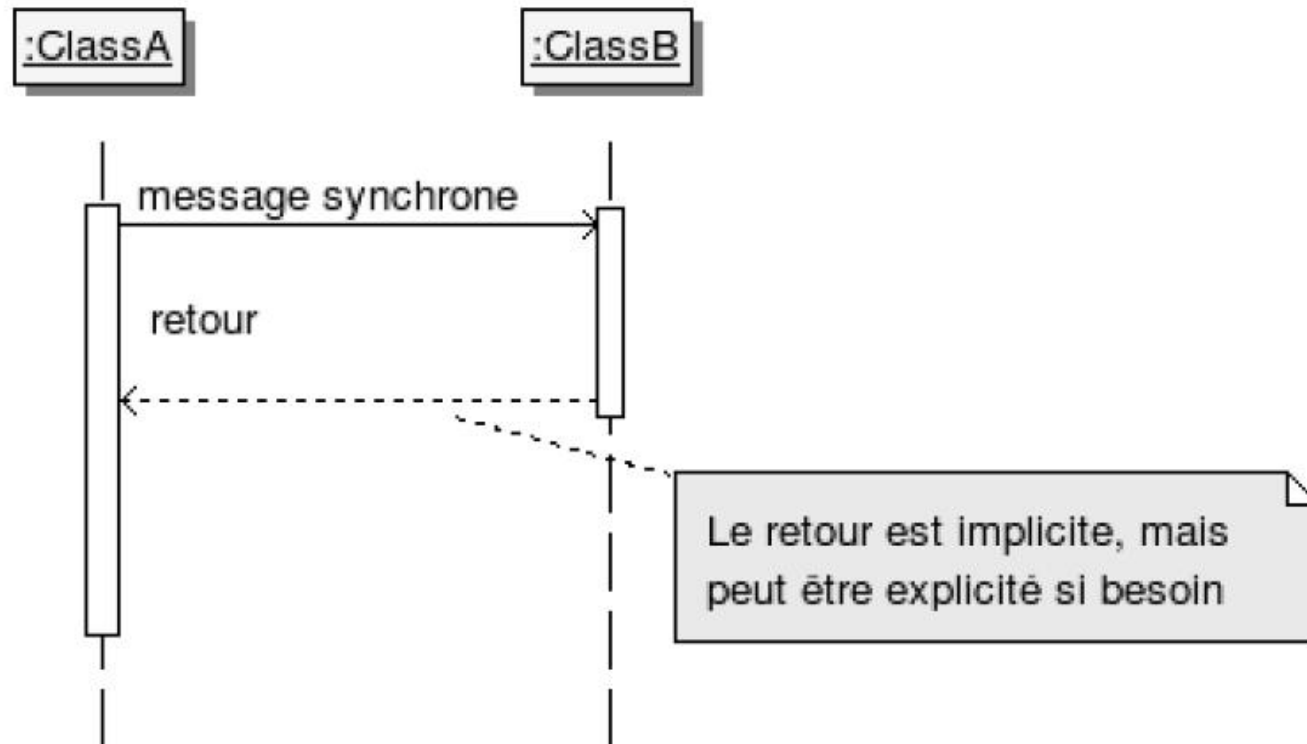 :ClassA
:ClassB
message synchrone
retour
Le retour est implicite, mais
peut être explicité si besoin